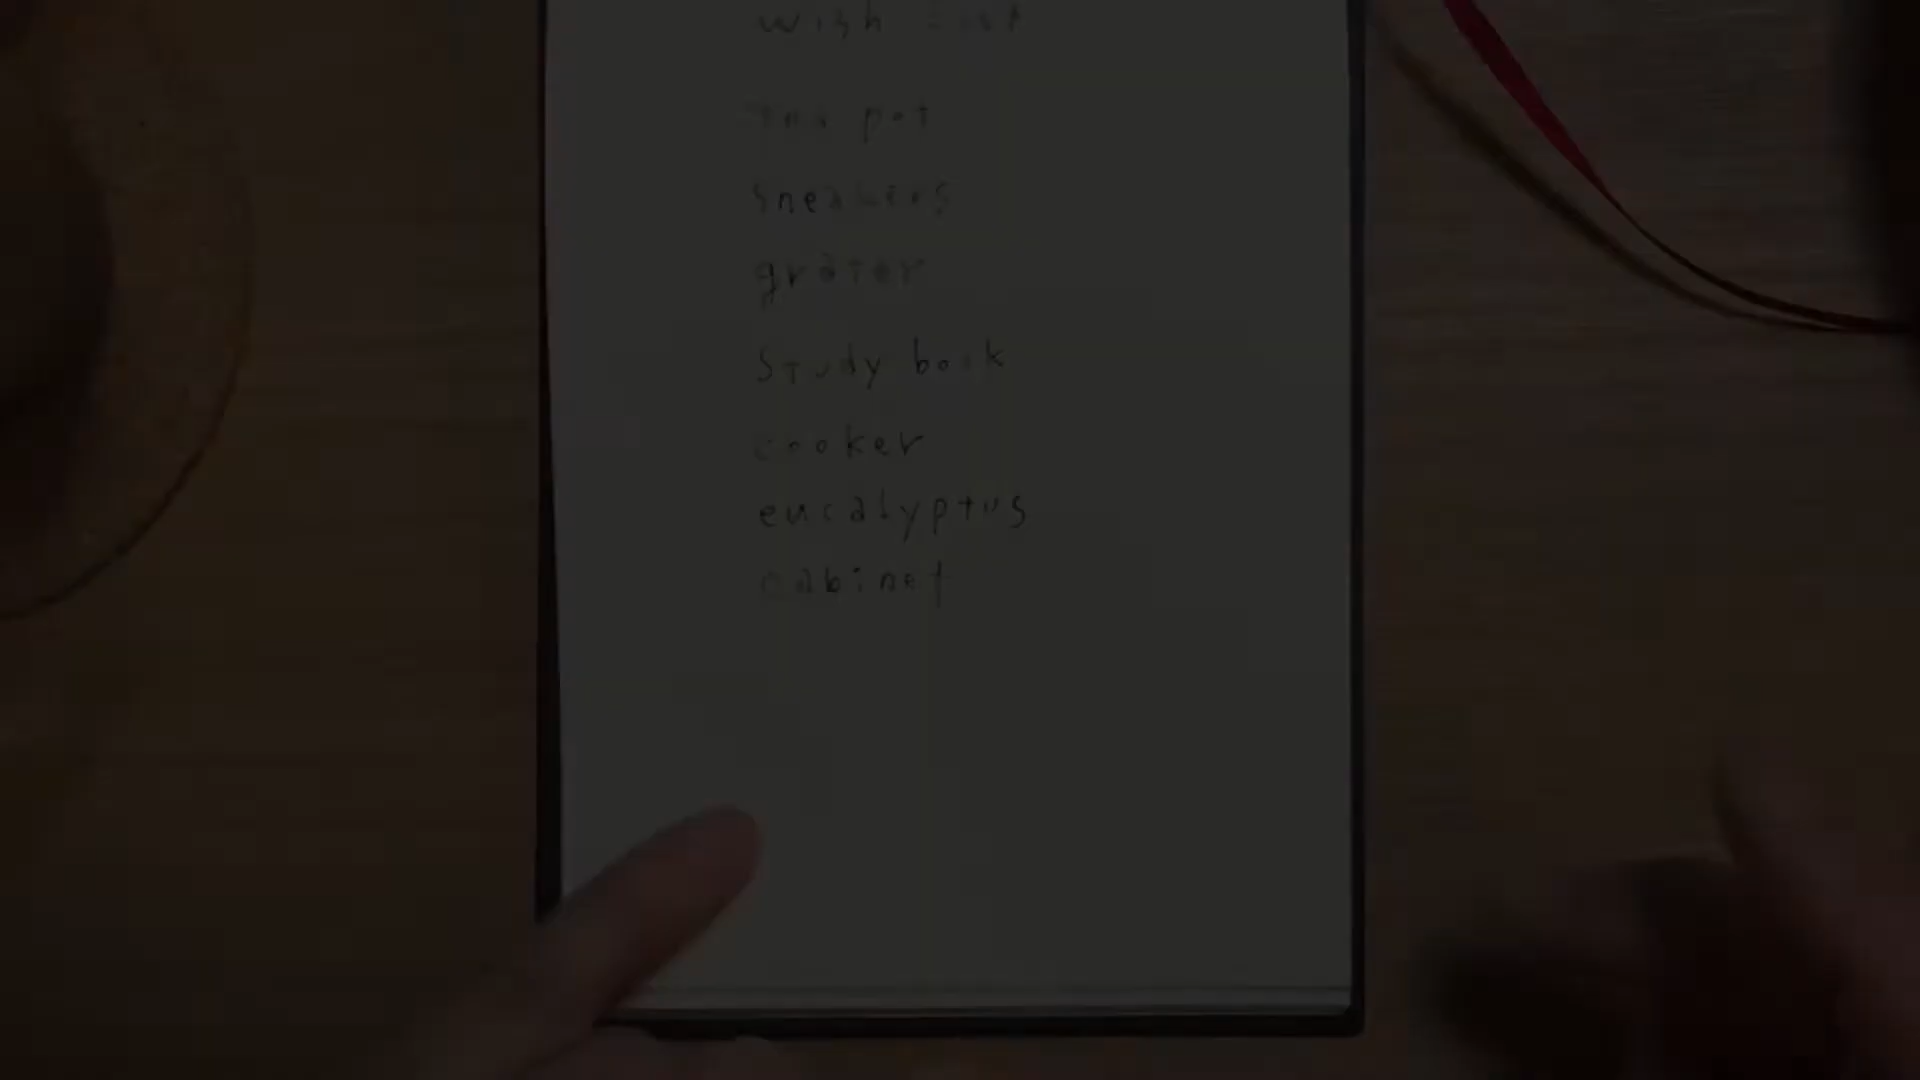 wish list
tea pot
sneakers
grater
study book
cooker
eucalyptus
cabinet